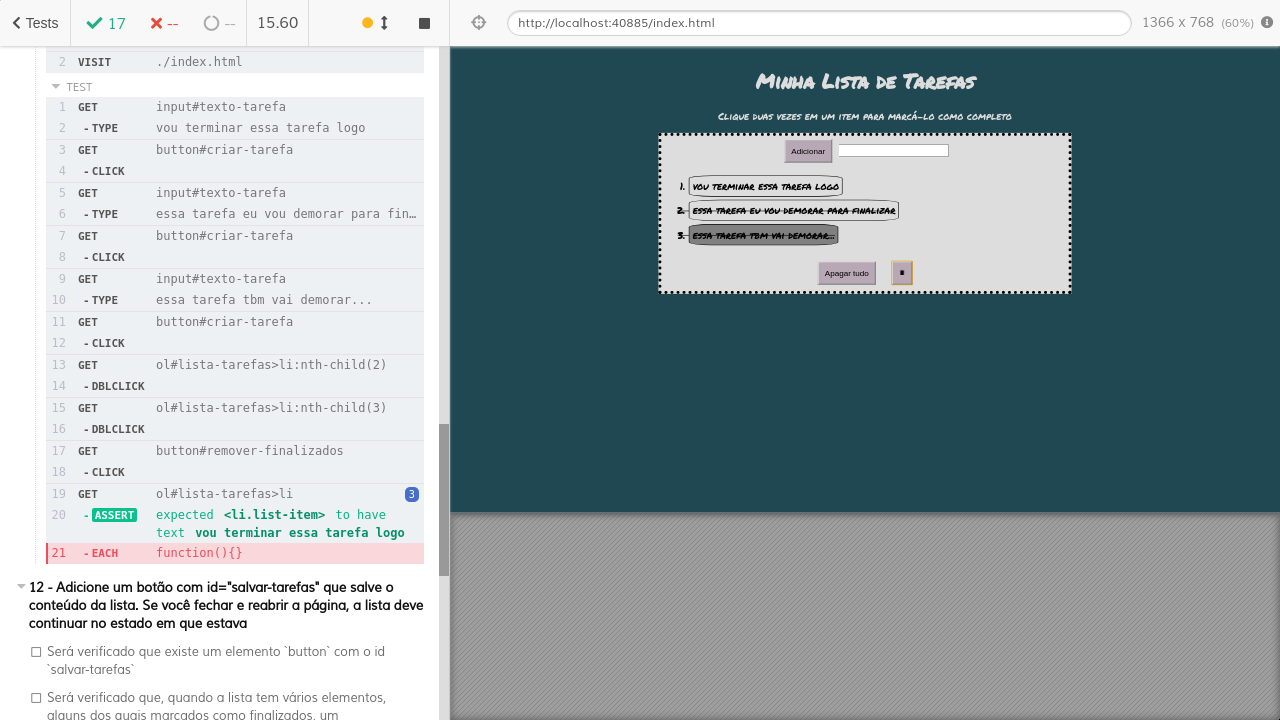 Tests
17
--
--
15.60
http://localhost:40885/index.html
1366 x 768 (60%)
2 VISIT ./index.html
TEST
1 GET input#texto-tarefa
2 - TYPE vou terminar essa tarefa logo
3 GET button#criar-tarefa
4 - CLICK
5 GET input#texto-tarefa
6 - TYPE essa tarefa eu vou demorar para fin…
7 GET button#criar-tarefa
8 - CLICK
9 GET input#texto-tarefa
10 - TYPE essa tarefa tbm vai demorar...
11 GET button#criar-tarefa
12 - CLICK
13 GET ol#lista-tarefas>li:nth-child(2)
14 - DBLCLICK
15 GET ol#lista-tarefas>li:nth-child(3)
16 - DBLCLICK
17 GET button#remover-finalizados
18 - CLICK
19 GET ol#lista-tarefas>li 3
20 - ASSERT expected <li.list-item> to have
text vou terminar essa tarefa logo
21 - EACH function(){}
12 - Adicione um botão com id="salvar-tarefas" que salve o
conteúdo da lista. Se você fechar e reabrir a página, a lista deve
continuar no estado em que estava
Será verificado que existe um elemento `button` com o id
`salvar-tarefas`
Será verificado que, quando a lista tem vários elementos,
alguns dos quais marcados como finalizados, um
Minha Lista de Tarefas
Clique duas vezes em um item para marcá-lo como completo
Adicionar
1. vou terminar essa tarefa logo
2. essa tarefa eu vou demorar para finalizar
3. essa tarefa tbm vai demorar...
Apagar tudo